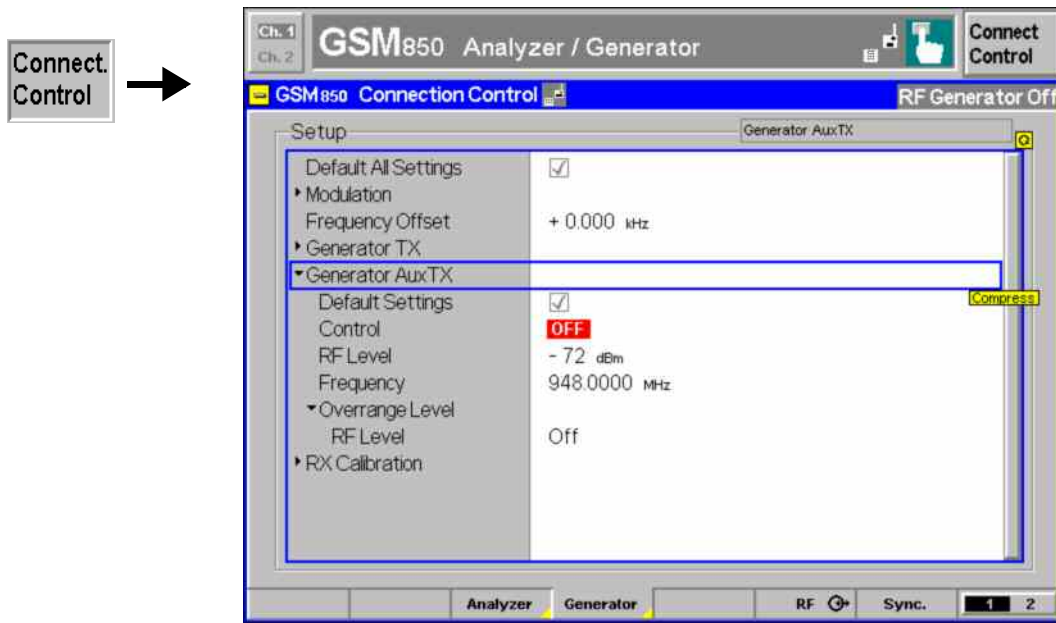 Connect.
Control
Ch. 1
Ch. 2
GSM850 Analyzer / Generator
Connect
Control
GSM850 Connection Control
RF Generator Off
Setup
Generator AuxTX
Default All Settings
Modulation
Frequency Offset + 0.000 kHz
Generator TX
Generator AuxTX
Compress
Default Settings
Control OFF
RF Level - 72 dBm
Frequency 948.0000 MHz
Overrange Level
RF Level Off
RX Calibration
Analyzer Generator RF Sync. 1 2